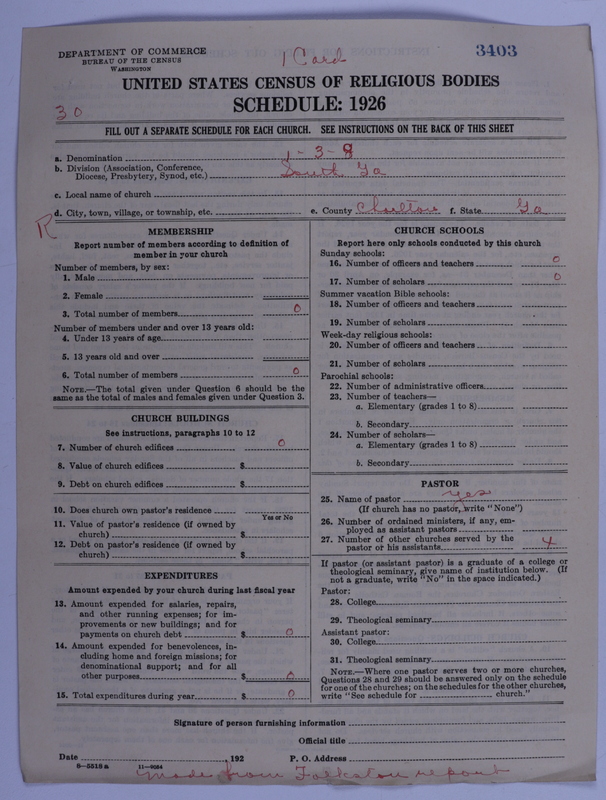 DEPARTMENT OF COMMERCE
BUREAU OF THE CENSUS
WASHINGTON
1 Card
3403
UNITED STATES CENSUS OF RELIGIOUS BODIES
SCHEDULE: 1926
30
FILL OUT A SEPARATE SCHEDULE FOR EACH CHURCH. SEE INSTRUCTIONS ON THE BACK OF THIS SHEET
a. Denomination 1-3-8
b. Division (Association, Conference,
Diocese, Presbytery, Synod, etc.) South Ga
c. Local name of church
d. City, town, village, or township, etc. e. County Charlton f. State Ga
R
MEMBERSHIP
Report number of members according to definition of
member in your church
Number of members, by sex:
1. Male
2. Female
3. Total number of members 0
Number of members under and over 13 years old:
4. Under 13 years of age
5. 13 years old and over
6. Total number of members 0
NOTE.—The total given under Question 6 should be the
same as the total of males and females given under Question 3.
CHURCH BUILDINGS
See instructions, paragraphs 10 to 12
7. Number of church edifices 0
8. Value of church edifices $
9. Debt on church edifices $
10. Does church own pastor's residence
Yes or No
11. Value of pastor's residence (if owned by
church) $
12. Debt on pastor's residence (if owned by
church) $
EXPENDITURES
Amount expended by your church during last fiscal year
13. Amount expended for salaries, repairs,
and other running expenses; for im-
provements or new buildings; and for
payments on church debt $ 0
14. Amount expended for benevolences, in-
cluding home and foreign missions; for
denominational support; and for all
other purposes $ 0
15. Total expenditures during year $ 0
CHURCH SCHOOLS
Report here only schools conducted by this church
Sunday schools:
16. Number of officers and teachers 0
17. Number of scholars 0
Summer vacation Bible schools:
18. Number of officers and teachers
19. Number of scholars
Week-day religious schools:
20. Number of officers and teachers
21. Number of scholars
Parochial schools:
22. Number of administrative officers
23. Number of teachers—
a. Elementary (grades 1 to 8)
b. Secondary
24. Number of scholars—
a. Elementary (grades 1 to 8)
b. Secondary
PASTOR
25. Name of pastor yes
(If church has no pastor, write "None")
26. Number of ordained ministers, if any, em-
ployed as assistant pastors
27. Number of other churches served by the
pastor or his assistants 4
If pastor (or assistant pastor) is a graduate of a college or
theological seminary, give name of institution below. (If
not a graduate, write "No" in the space indicated.)
Pastor:
28. College
29. Theological seminary
Assistant pastor:
30. College
31. Theological seminary
NOTE.—Where one pastor serves two or more churches,
Questions 28 and 29 should be answered only on the schedule
for one of the churches; on the schedules for the other churches,
write "See schedule for church."
Signature of person furnishing information
Official title
Date , 192 P. O. Address
8—5518a 11—9084
made from Folkston report